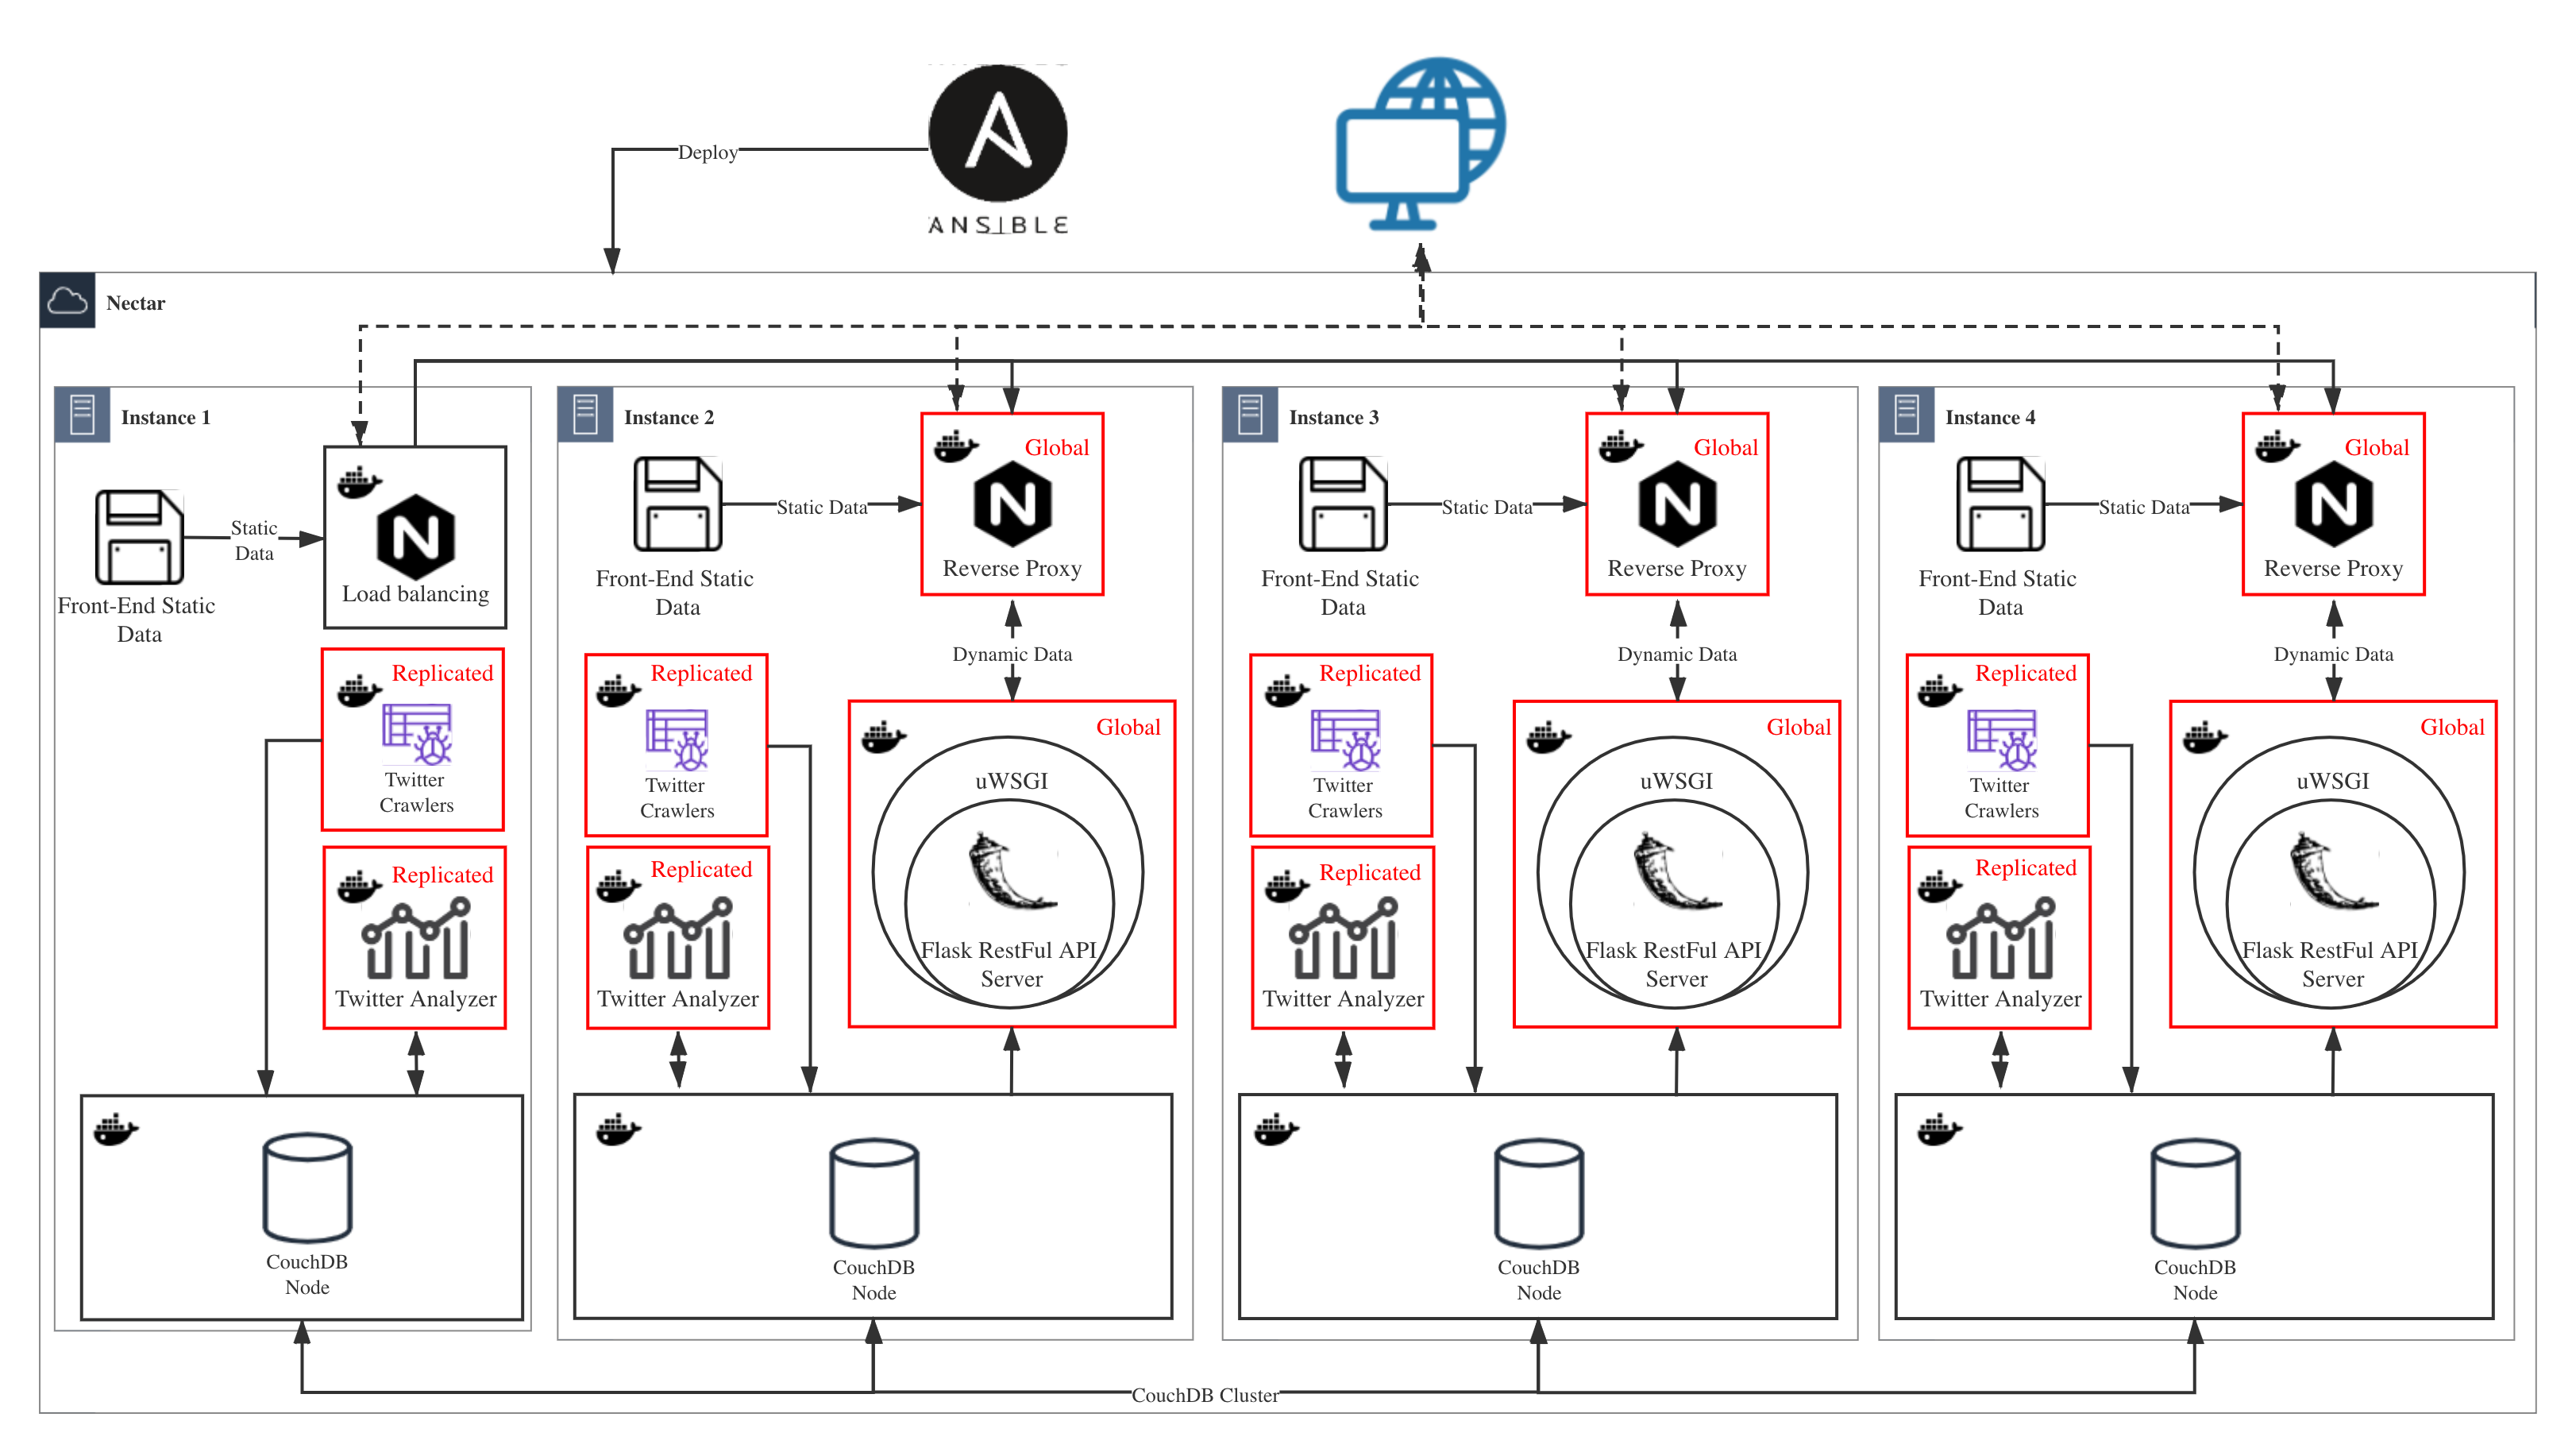 ANSIBLE
Deploy
Nectar
Instance 1
Static
Data
Front-End Static
Data
Load balancing
Replicated
Twitter
Crawlers
Replicated
Twitter Analyzer
CouchDB
Node
Instance 2
Global
Static Data
Front-End Static
Data
Reverse Proxy
Dynamic Data
Replicated
Twitter
Crawlers
Replicated
Twitter Analyzer
Global
uWSGI
Flask RestFul API
Server
CouchDB
Node
Instance 3
Global
Static Data
Front-End Static
Data
Reverse Proxy
Dynamic Data
Replicated
Twitter
Crawlers
Replicated
Twitter Analyzer
Global
uWSGI
Flask RestFul API
Server
CouchDB
Node
Instance 4
Global
Static Data
Front-End Static
Data
Reverse Proxy
Dynamic Data
Replicated
Twitter
Crawlers
Replicated
Twitter Analyzer
Global
uWSGI
Flask RestFul API
Server
CouchDB
Node
CouchDB Cluster